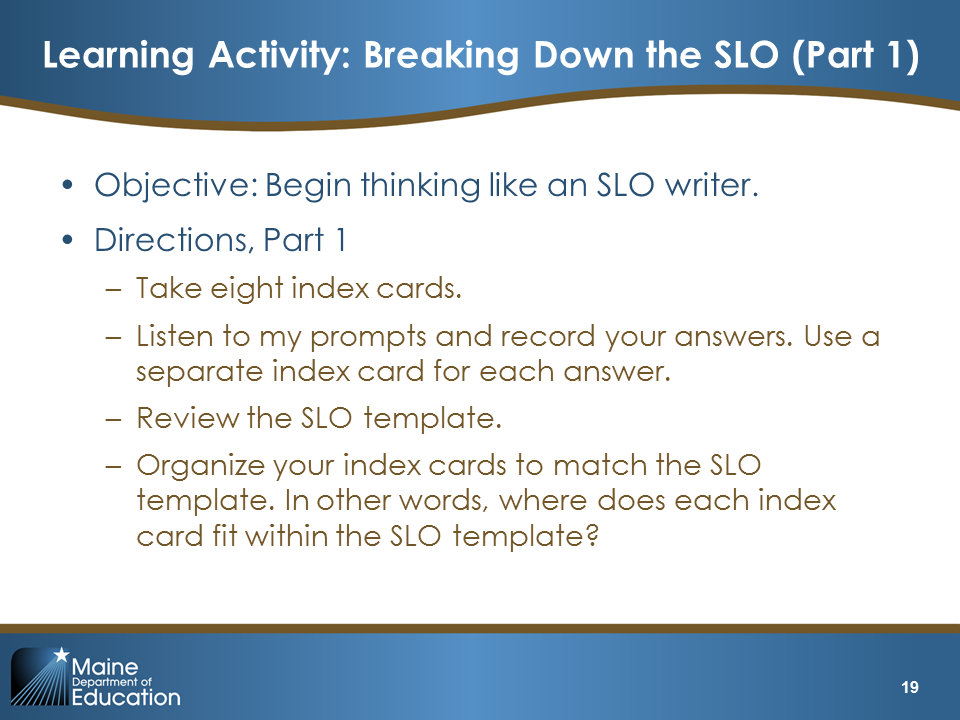 Learning Activity: Breaking Down the SLO (Part 1)
• Objective: Begin thinking like an SLO writer.
• Directions, Part 1
– Take eight index cards.
– Listen to my prompts and record your answers. Use a
separate index card for each answer.
– Review the SLO template.
– Organize your index cards to match the SLO
template. In other words, where does each index
card fit within the SLO template?
Maine
Department of
Education
19